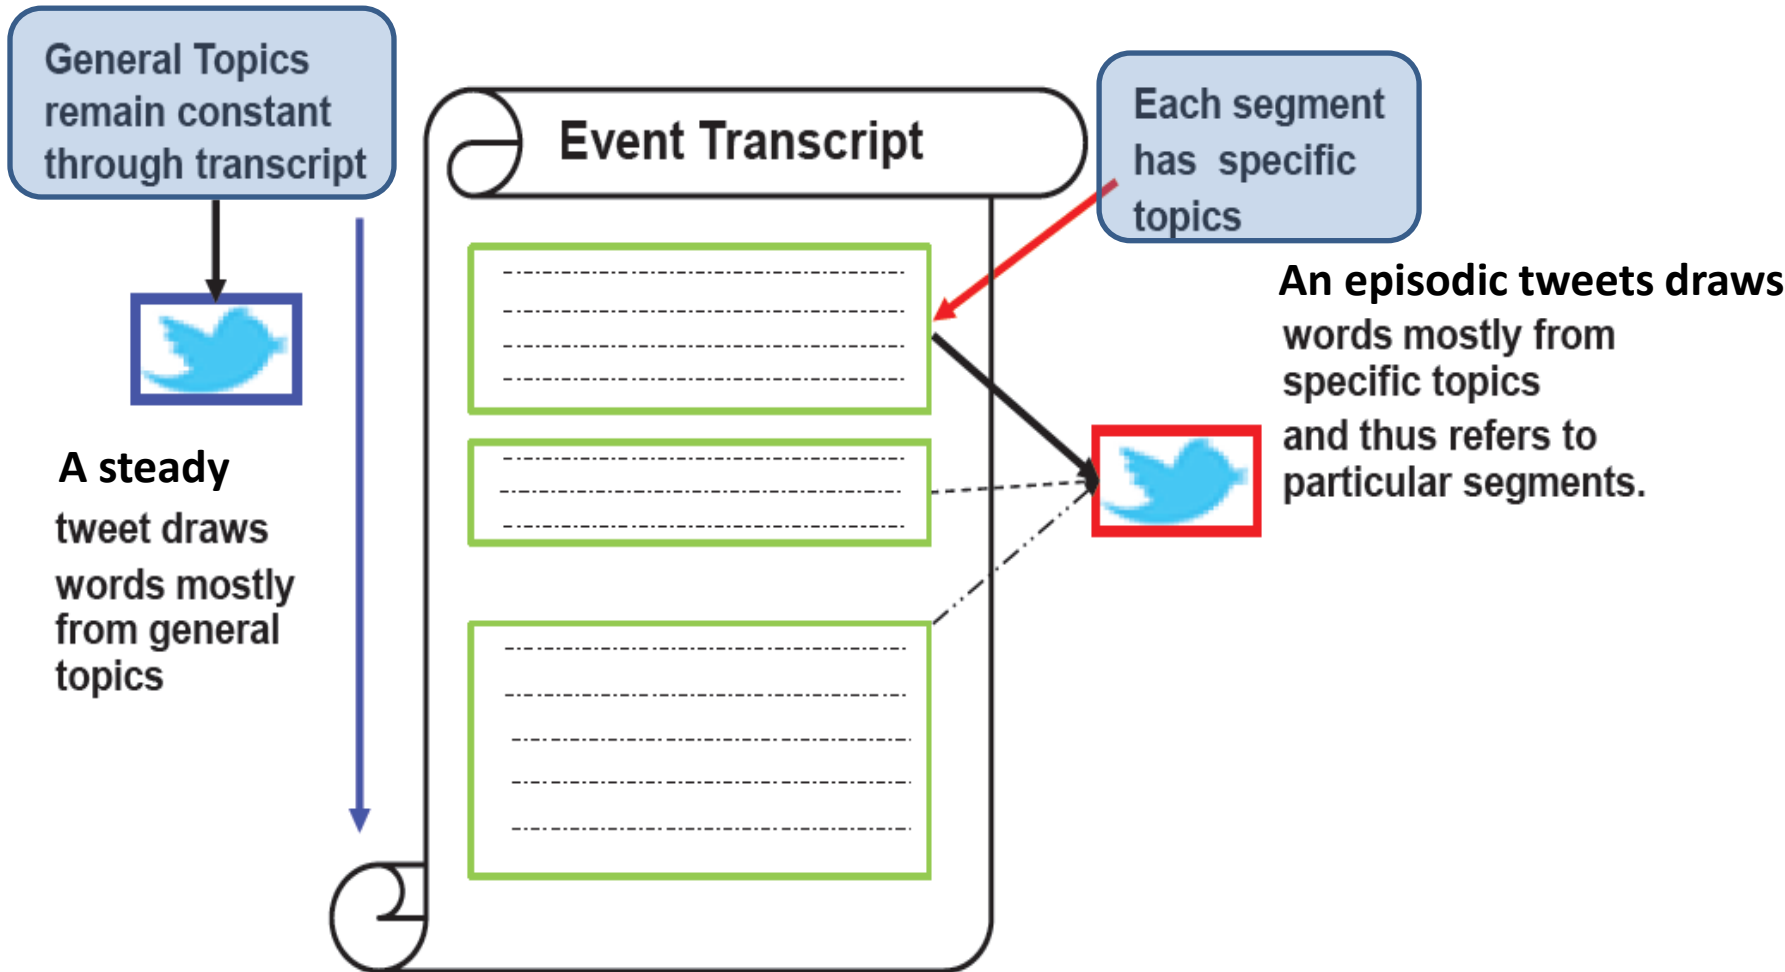 General Topics
remain constant
through transcript
Event Transcript
Each segment
has specific
topics
An episodic tweets draws
words mostly from
specific topics
and thus refers to
particular segments.
A steady
tweet draws
words mostly
from general
topics